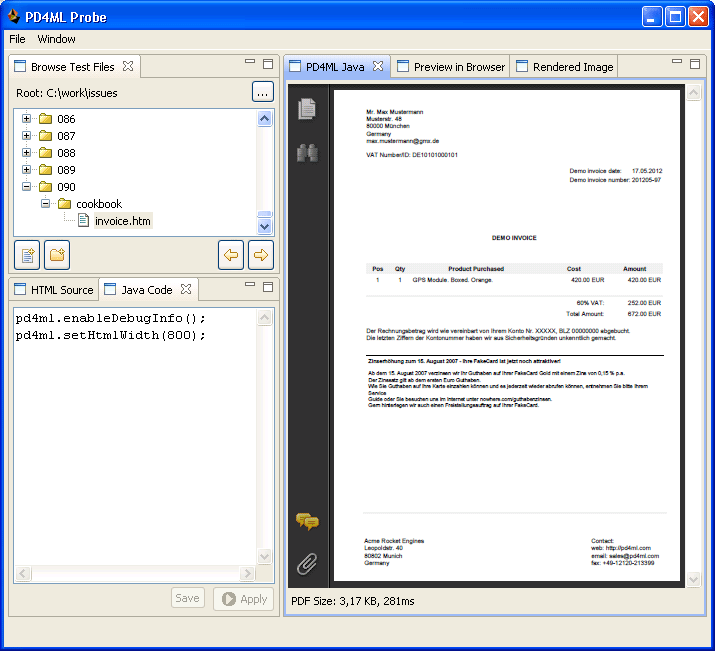 PD4ML Probe
File Window
Browse Test Files
Root: C:\work\issues
...
086
087
088
089
090
cookbook
invoice.htm
HTML Source
Java Code
pd4ml.enableDebugInfo();
pd4ml.setHtmlWidth(800);
Save
Apply
PD4ML Java
Preview in Browser
Rendered Image
Mr. Max Mustermann
Musterstr. 48
80000 München
Germany
max.mustermann@gmx.de
VAT Number/ID: DE10101000101
Demo invoice date: 17.05.2012
Demo invoice number: 201205-97
DEMO INVOICE
Pos Qty Product Purchased Cost Amount
1 1 GPS Module. Boxed. Orange. 420.00 EUR 420.00 EUR
60% VAT: 252.00 EUR
Total Amount: 672.00 EUR
Der Rechnungsbetrag wird wie vereinbart von Ihrem Konto Nr. XXXXX, BLZ 00000000 abgebucht.
Die letzten Ziffern der Kontonummer haben wir aus Sicherheitsgründen unkenntlich gemacht.
Zinserhöhung zum 15. August 2007 - Ihre FakeCard ist jetzt noch attraktiver!
Ab dem 15. August 2007 verzinsen wir Ihr Guthaben auf Ihrer FakeCard Gold mit einem Zins von 0,15 % p.a.
Der Zinssatz gilt ab dem ersten Euro Guthaben.
Wie Sie Guthaben auf Ihre Karte einzahlen können und es jederzeit wieder abrufen können, entnehmen Sie bitte Ihrem
Service
Guide oder Sie besuchen uns im Internet unter nowhere.com/guthabenzinsen.
Gern hinterlegen wir auch einen Freistellungsauftrag auf Ihrer FakeCard.
Acme Rocket Engines
Leopoldstr. 40
80802 Munich
Germany
Contact:
web: http://pd4ml.com
email: sales@pd4ml.com
fax: +49-12120-213399
PDF Size: 3,17 KB, 281ms